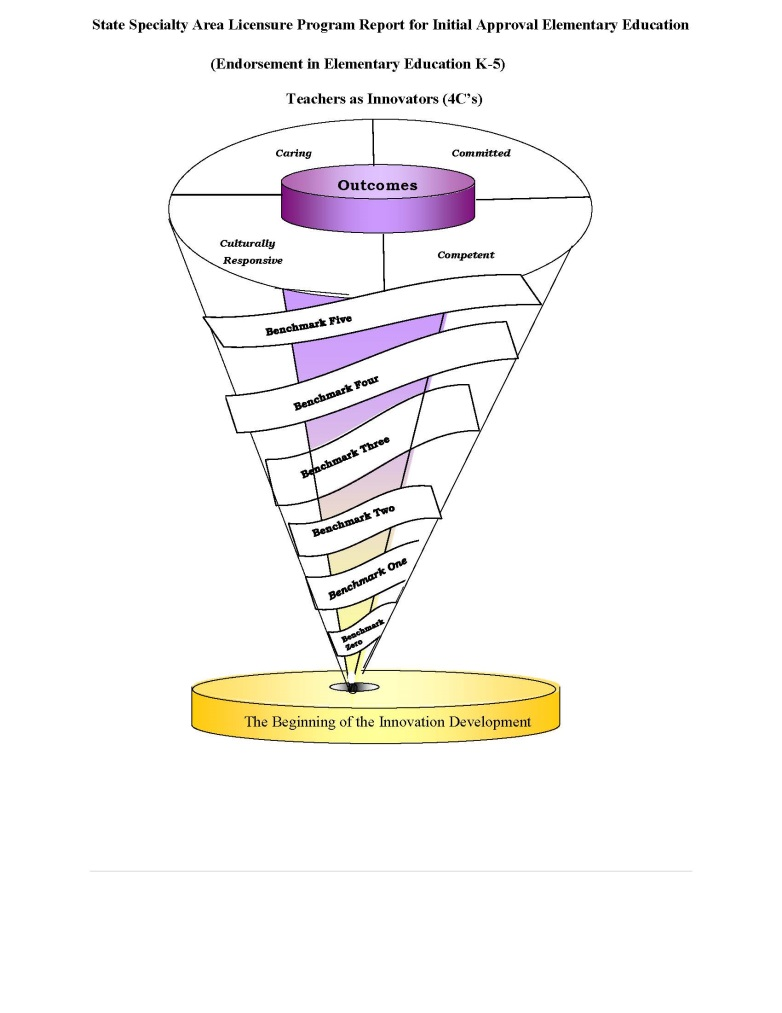 State Specialty Area Licensure Program Report for Initial Approval Elementary Education
(Endorsement in Elementary Education K-5)
Teachers as Innovators (4C's)
Caring
Committed
Outcomes
Culturally
Responsive
Competent
Benchmark Five
Benchmark Four
Benchmark Three
Benchmark Two
Benchmark One
Benchmark
Zero
The Beginning of the Innovation Development